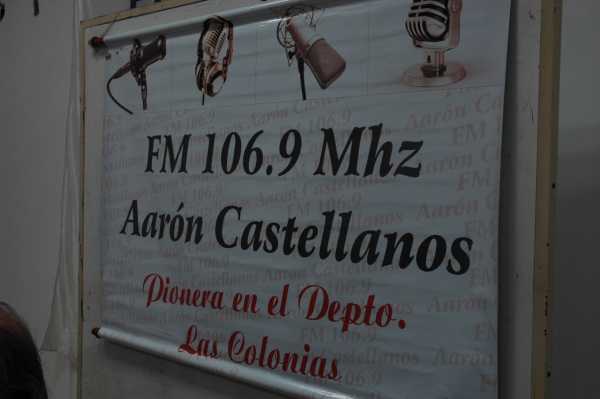 FM 106.9 Mhz
Aarón Castellanos
Pionera en el Depto.
Las Colonias